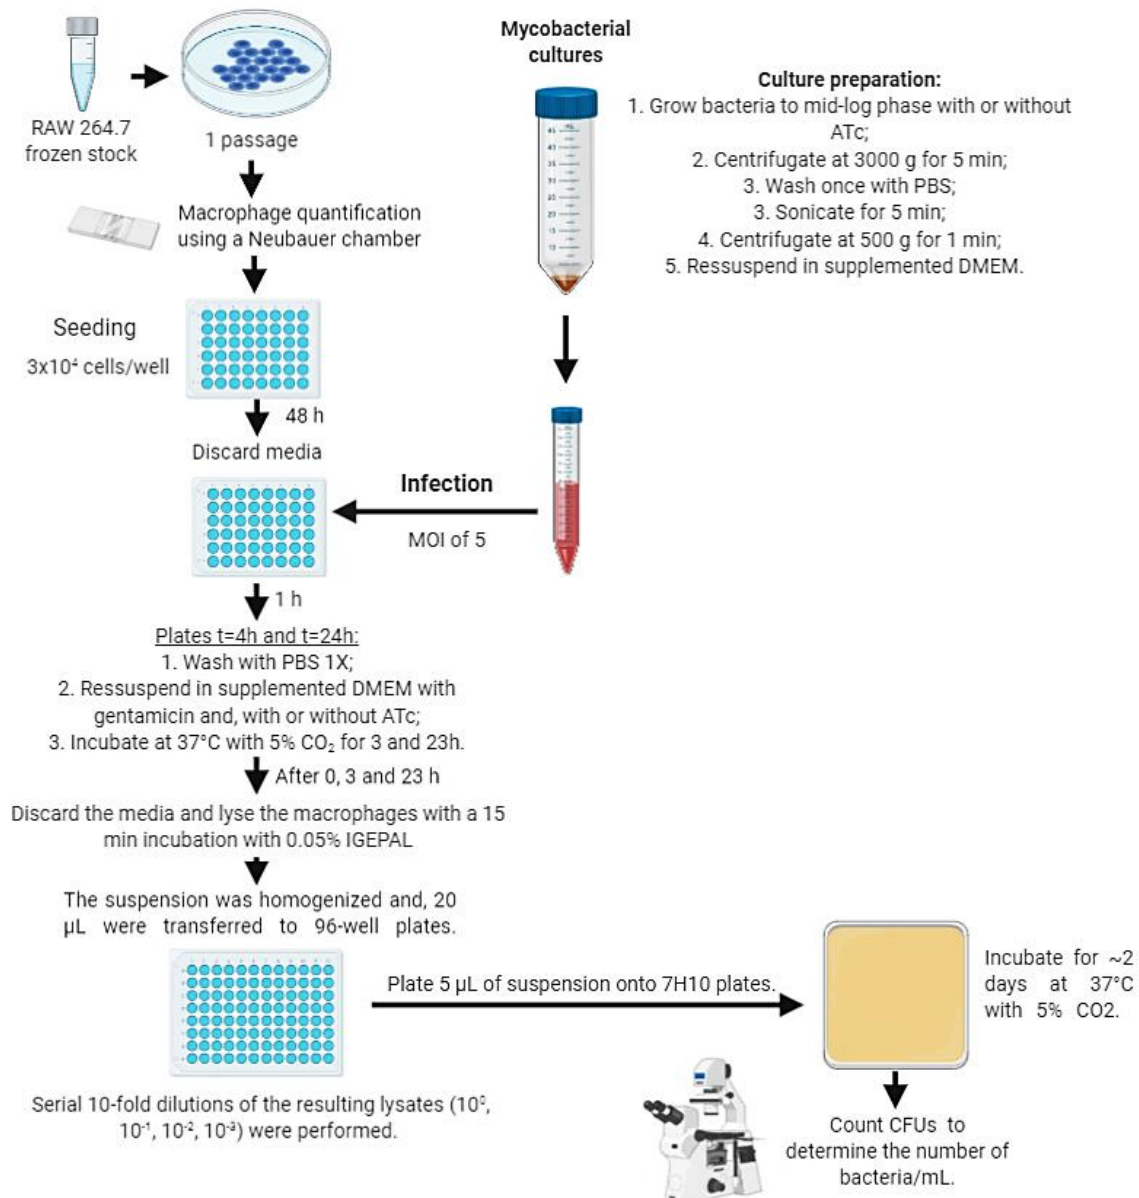 RAW 264.7
frozen stock
1 passage
Macrophage quantification
using a Neubauer chamber
Seeding
3x10⁴ cells/well
48 h
Discard media
Mycobacterial
cultures
Culture preparation:
1. Grow bacteria to mid-log phase with or without
ATc;
2. Centrifugate at 3000 g for 5 min;
3. Wash once with PBS;
3. Sonicate for 5 min;
4. Centrifugate at 500 g for 1 min;
5. Ressuspend in supplemented DMEM.
Infection
MOI of 5
1 h
Plates t=4h and t=24h:
1. Wash with PBS 1X;
2. Ressuspend in supplemented DMEM with
gentamicin and, with or without ATc;
3. Incubate at 37°C with 5% CO₂ for 3 and 23h.
After 0, 3 and 23 h
Discard the media and lyse the macrophages with a 15
min incubation with 0.05% IGEPAL
The suspension was homogenized and, 20
µL were transferred to 96-well plates.
Serial 10-fold dilutions of the resulting lysates (10⁰,
10⁻¹, 10⁻², 10⁻³) were performed.
Plate 5 µL of suspension onto 7H10 plates.
Incubate for ~2
days at 37°C
with 5% CO2.
Count CFUs to
determine the number of
bacteria/mL.